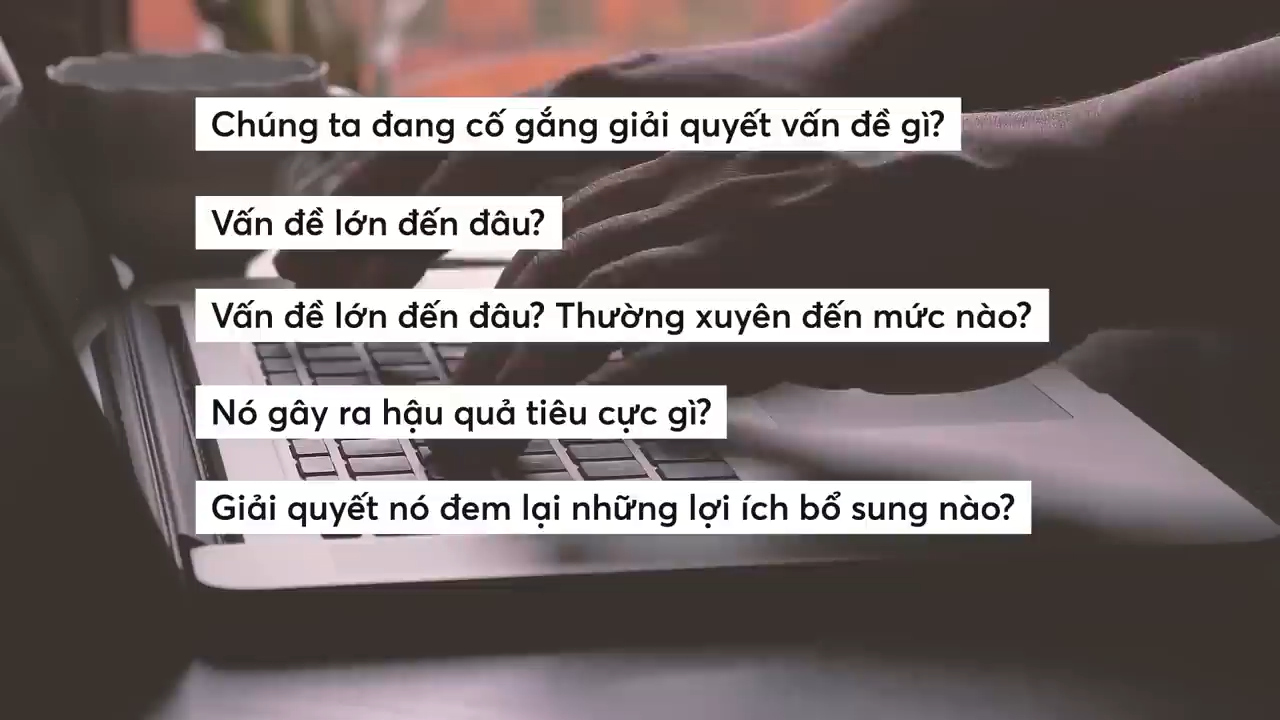 Chúng ta đang cố gắng giải quyết vấn đề gì?
Vấn đề lớn đến đâu?
Vấn đề lớn đến đâu? Thường xuyên đến mức nào?
Nó gây ra hậu quả tiêu cực gì?
Giải quyết nó đem lại những lợi ích bổ sung nào?